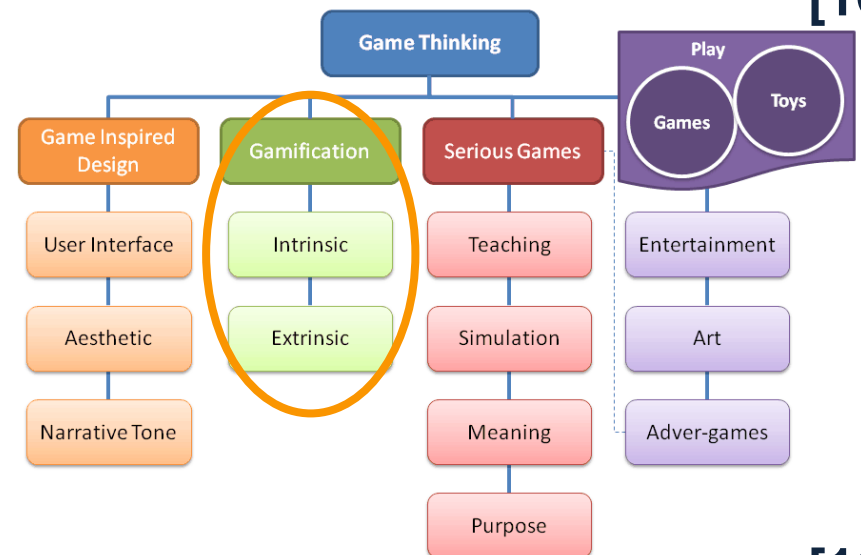 Game Thinking
Play
Games
Toys
Game Inspired
Design
Gamification
Serious Games
User Interface
Intrinsic
Teaching
Entertainment
Aesthetic
Extrinsic
Simulation
Art
Narrative Tone
Meaning
Adver-games
Purpose